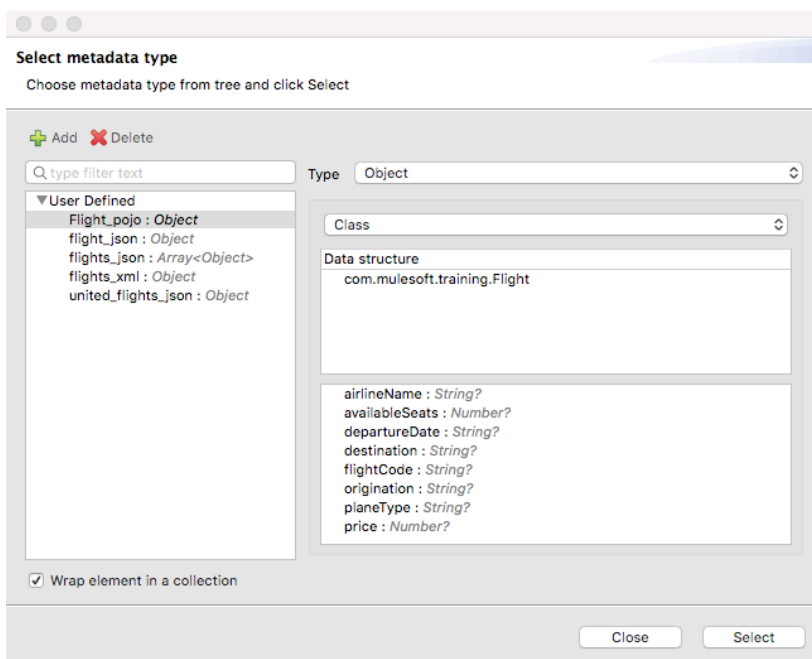 Select metadata type
Choose metadata type from tree and click Select
Add Delete
type filter text
Type Object
User Defined
Flight_pojo : Object
flight_json : Object
flights_json : Array<Object>
flights_xml : Object
united_flights_json : Object
Class
Data structure
com.mulesoft.training.Flight
airlineName : String?
availableSeats : Number?
departureDate : String?
destination : String?
flightCode : String?
origination : String?
planeType : String?
price : Number?
Wrap element in a collection
Close Select